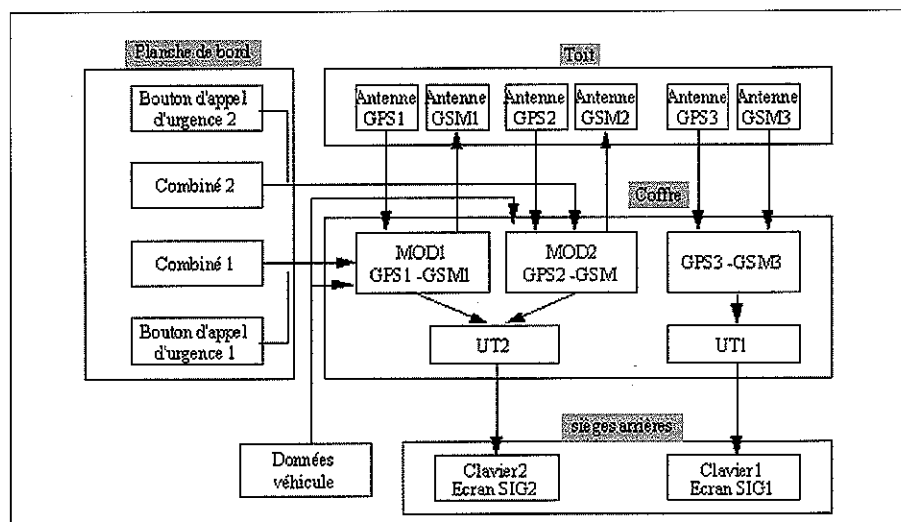 Planche de bord
Toit
Bouton d'appel
d'urgence 2
Antenne
GPS1
Antenne
GSM1
Antenne
GPS2
Antenne
GSM2
Antenne
GPS3
Antenne
GSM3
Combiné 2
Coffre
Combiné 1
MOD1
GPS1 -GSM1
MOD2
GPS2 -GSM
GPS3 -GSM3
Bouton d'appel
d'urgence 1
UT2
UT1
sièges arrières
Données
véhicule
Clavier2
Ecran SIG2
Clavier1
Ecran SIG1